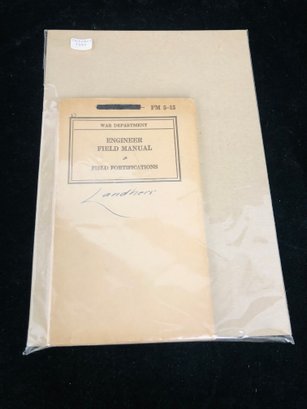 FM 5-15
WAR DEPARTMENT
ENGINEER
FIELD MANUAL
FIELD FORTIFICATIONS